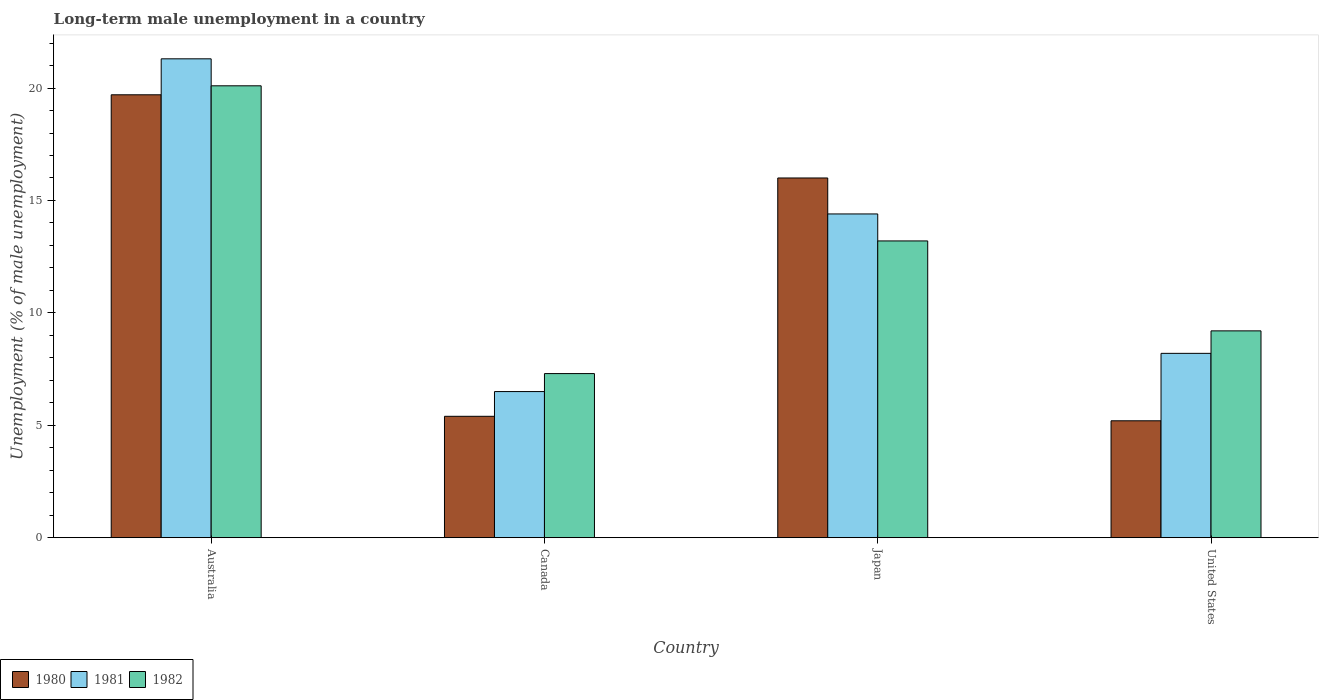 Long-term male unemployment in a country
Unemployment (% of male unemployment)
20
15
10
5
0
Australia
Canada
Japan
United States
Country
1980
1981
1982